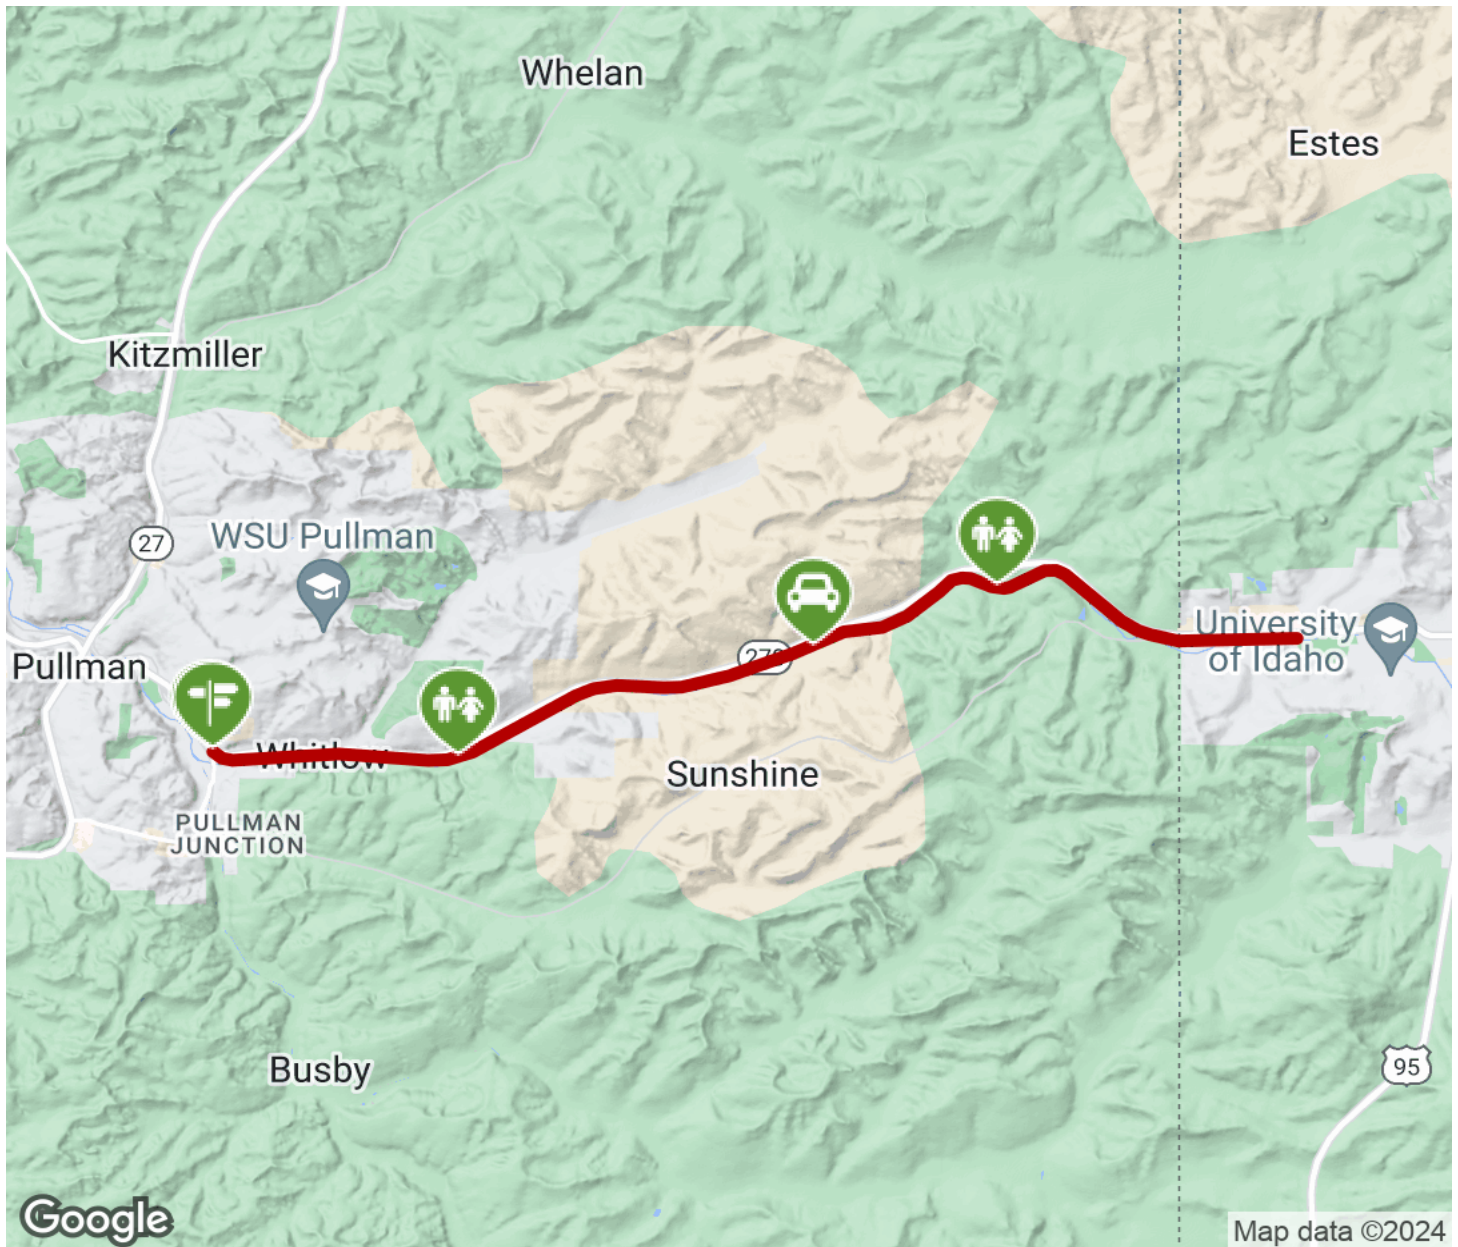 Whelan
Estes
Kitzmiller
27
WSU Pullman
University
of Idaho
Pullman
Whitlow
Sunshine
PULLMAN
JUNCTION
Busby
95
Google
Map data ©2024